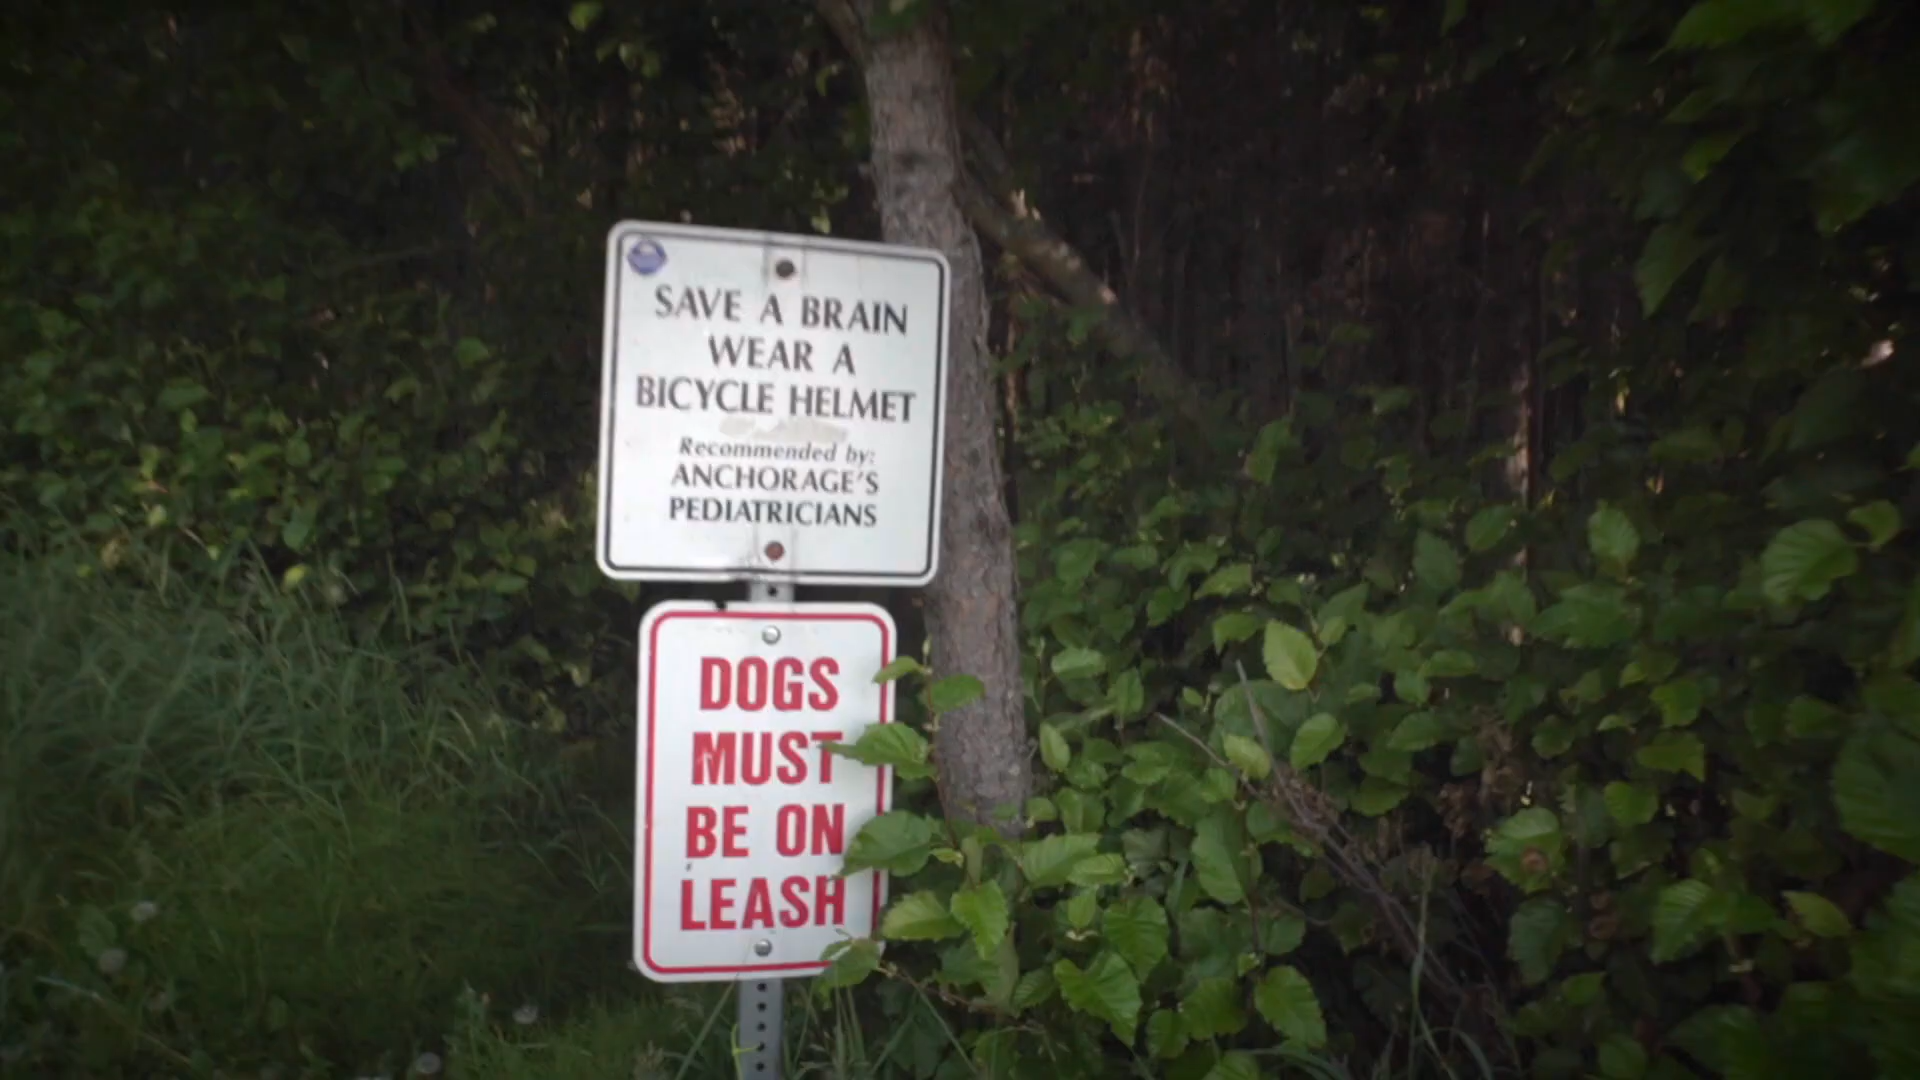 SAVE A BRAIN
WEAR A
BICYCLE HELMET
Recommended by:
ANCHORAGE'S
PEDIATRICIANS
DOGS
MUST
BE ON
LEASH